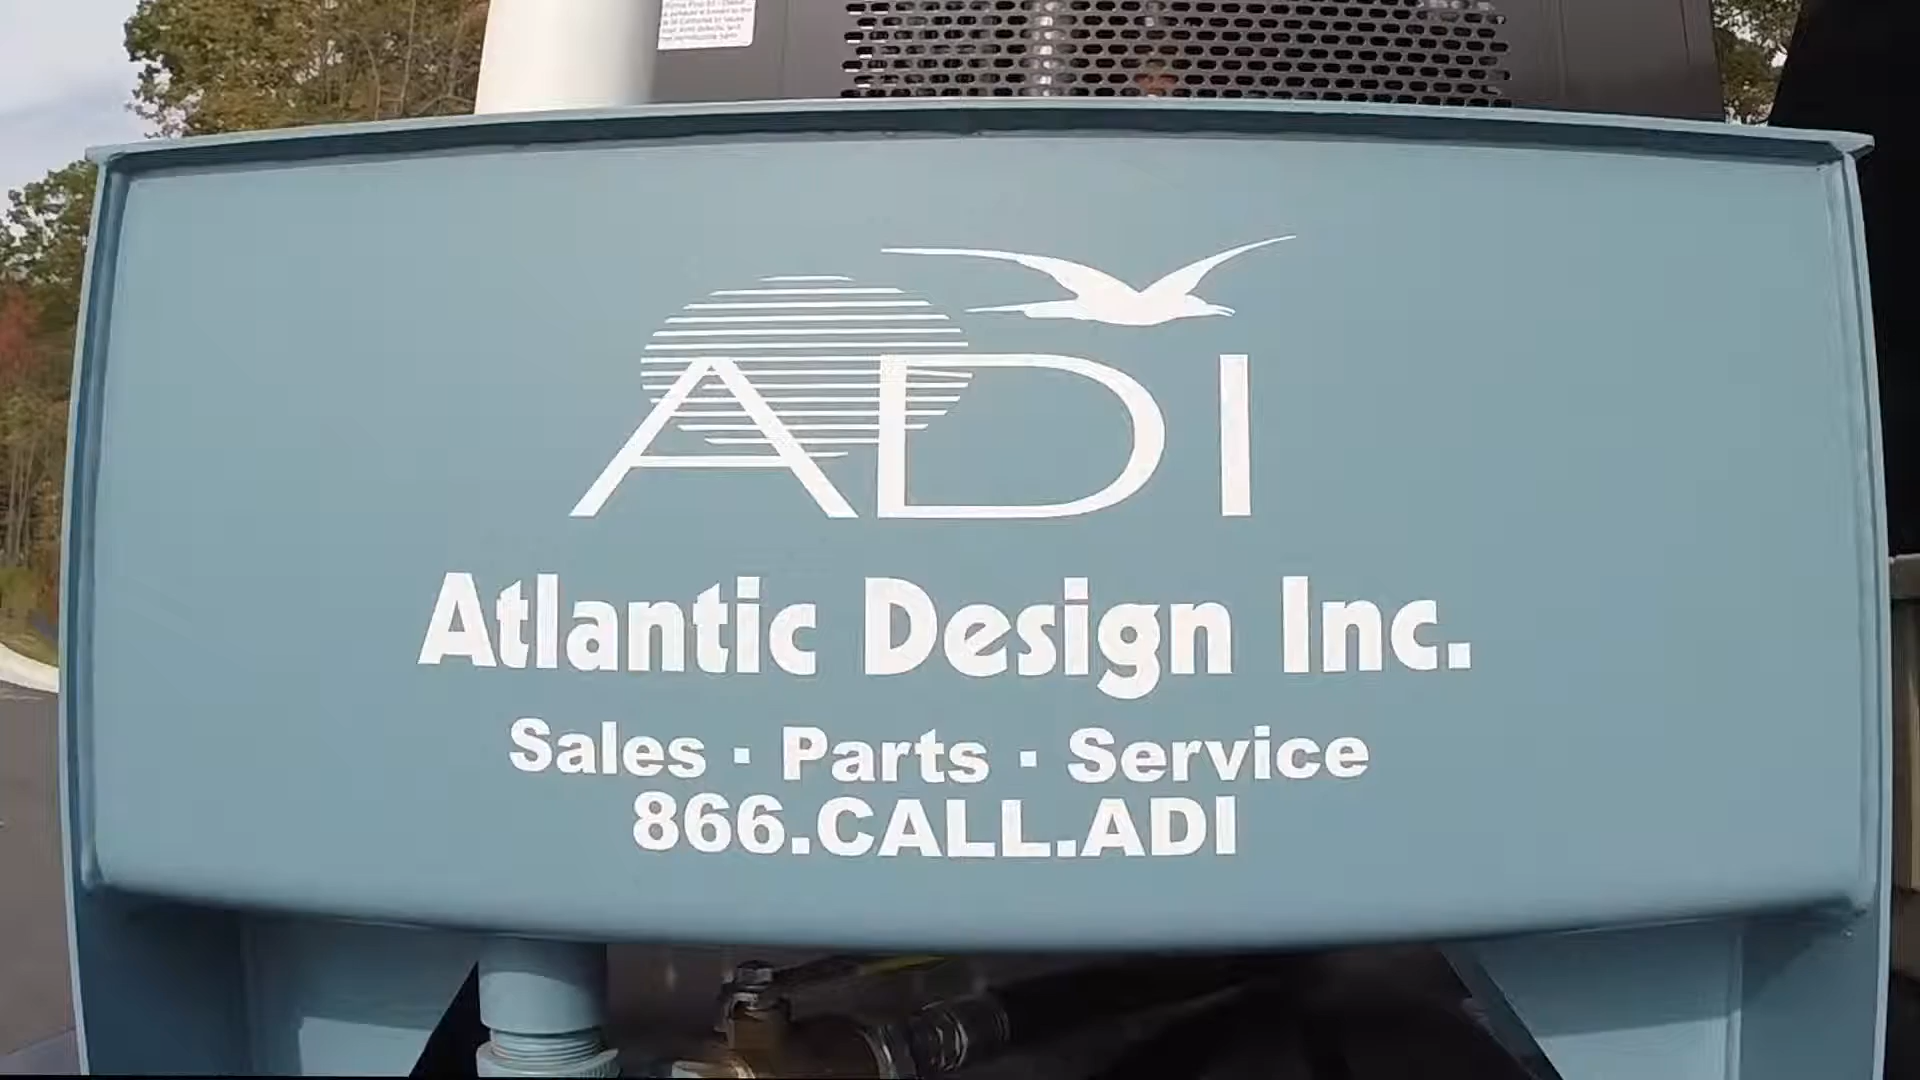 ADI
Atlantic Design Inc.
Sales · Parts · Service
866.CALL.ADI